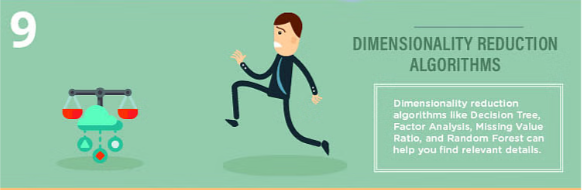 9
DIMENSIONALITY REDUCTION
ALGORITHMS
Dimensionality reduction
algorithms like Decision Tree,
Factor Analysis, Missing Value
Ratio, and Random Forest can
help you find relevant details.